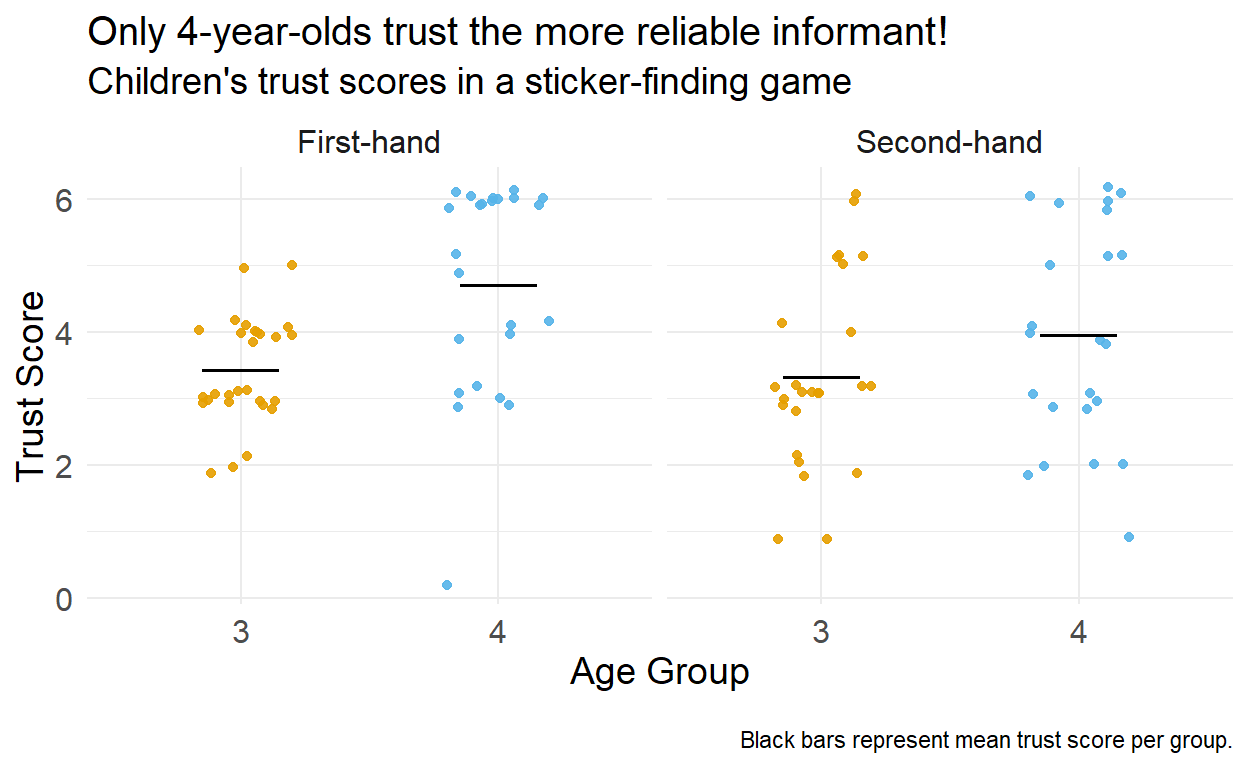 Only 4-year-olds trust the more reliable informant!
Children's trust scores in a sticker-finding game
First-hand
Second-hand
Trust Score
6
4
2
0
3
4
3
4
Age Group
Black bars represent mean trust score per group.